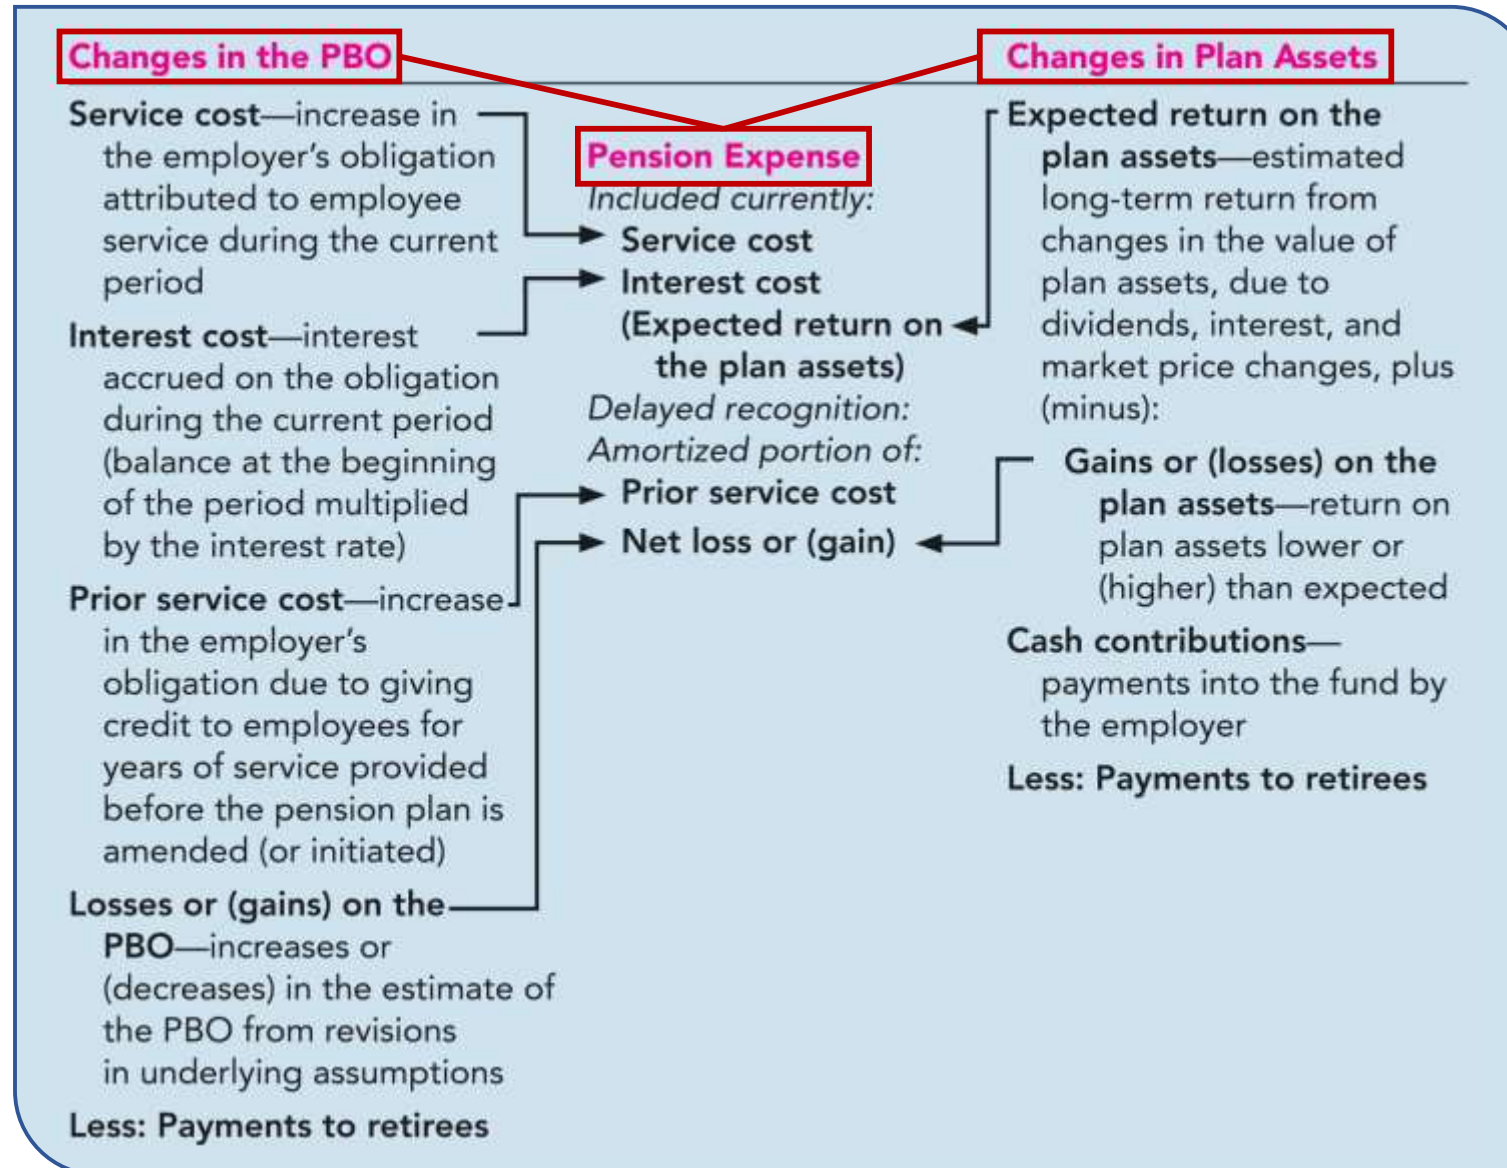 Changes in the PBO
Service cost—increase in
the employer's obligation
attributed to employee
service during the current
period
Interest cost—interest
accrued on the obligation
during the current period
(balance at the beginning
of the period multiplied
by the interest rate)
Prior service cost—increase
in the employer's
obligation due to giving
credit to employees for
years of service provided
before the pension plan is
amended (or initiated)
Losses or (gains) on the
PBO—increases or
(decreases) in the estimate of
the PBO from revisions
in underlying assumptions
Less: Payments to retirees
Pension Expense
Included currently:
Service cost
Interest cost
(Expected return on
the plan assets)
Delayed recognition:
Amortized portion of:
Prior service cost
Net loss or (gain)
Changes in Plan Assets
Expected return on the
plan assets—estimated
long-term return from
changes in the value of
plan assets, due to
dividends, interest, and
market price changes, plus
(minus):
Gains or (losses) on the
plan assets—return on
plan assets lower or
(higher) than expected
Cash contributions—
payments into the fund by
the employer
Less: Payments to retirees